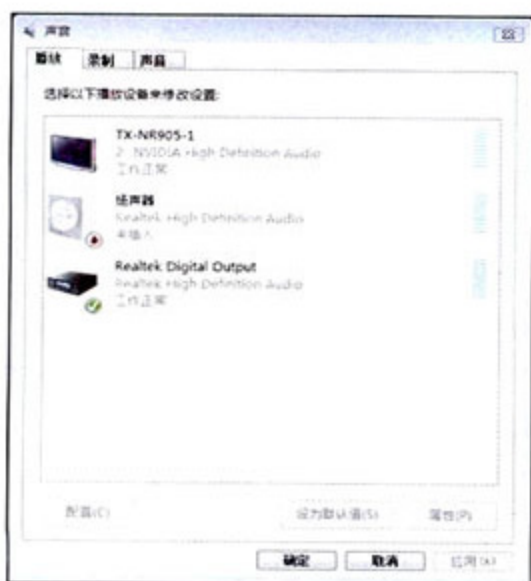 声音
播放 录制 声音
选择以下播放设备来修改设置:
TX-NR905-1
2- NVIDIA High Definition Audio
工作正常
扬声器
Realtek High Definition Audio
未插入
Realtek Digital Output
Realtek High Definition Audio
工作正常
配置(C) 设为默认值(S) 属性(P)
确定 取消 应用(A)